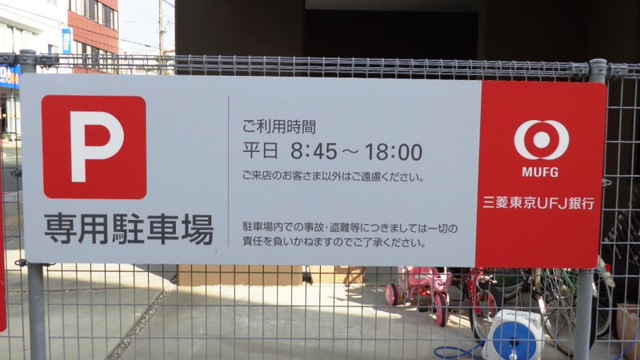 P
専用駐車場
ご利用時間
平日 8:45～18:00
ご来店のお客さま以外はご遠慮ください。
駐車場内での事故・盗難等につきましては一切の
責任を負いかねますのでご了承ください。
MUFG
三菱東京UFJ銀行
P